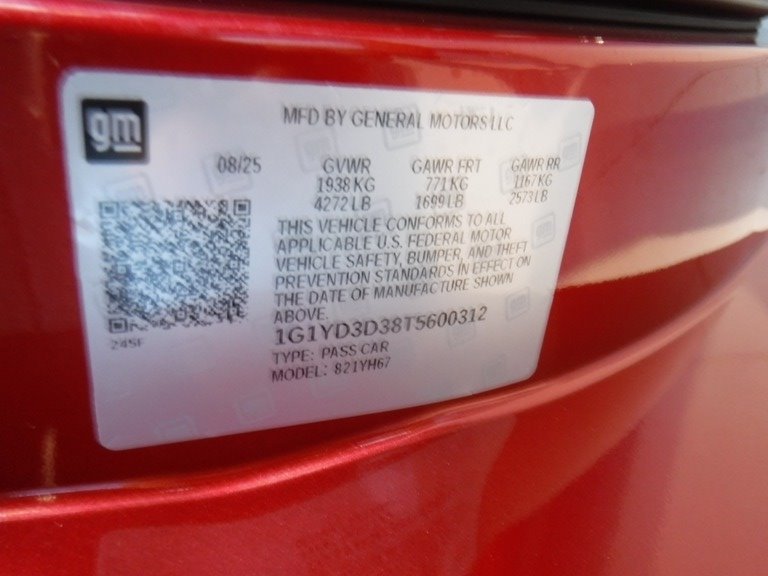 gm
MFD BY GENERAL MOTORS LLC
08/25 GVWR GAWR FRT GAWR RR
1938 KG 771 KG 1167 KG
4272 LB 1699 LB 2573 LB
THIS VEHICLE CONFORMS TO ALL
APPLICABLE U.S. FEDERAL MOTOR
VEHICLE SAFETY, BUMPER, AND THEFT
PREVENTION STANDARDS IN EFFECT ON
THE DATE OF MANUFACTURE SHOWN
ABOVE.
1G1YD3D38T5600312
TYPE: PASS CAR
MODEL: 821YH67
24SF